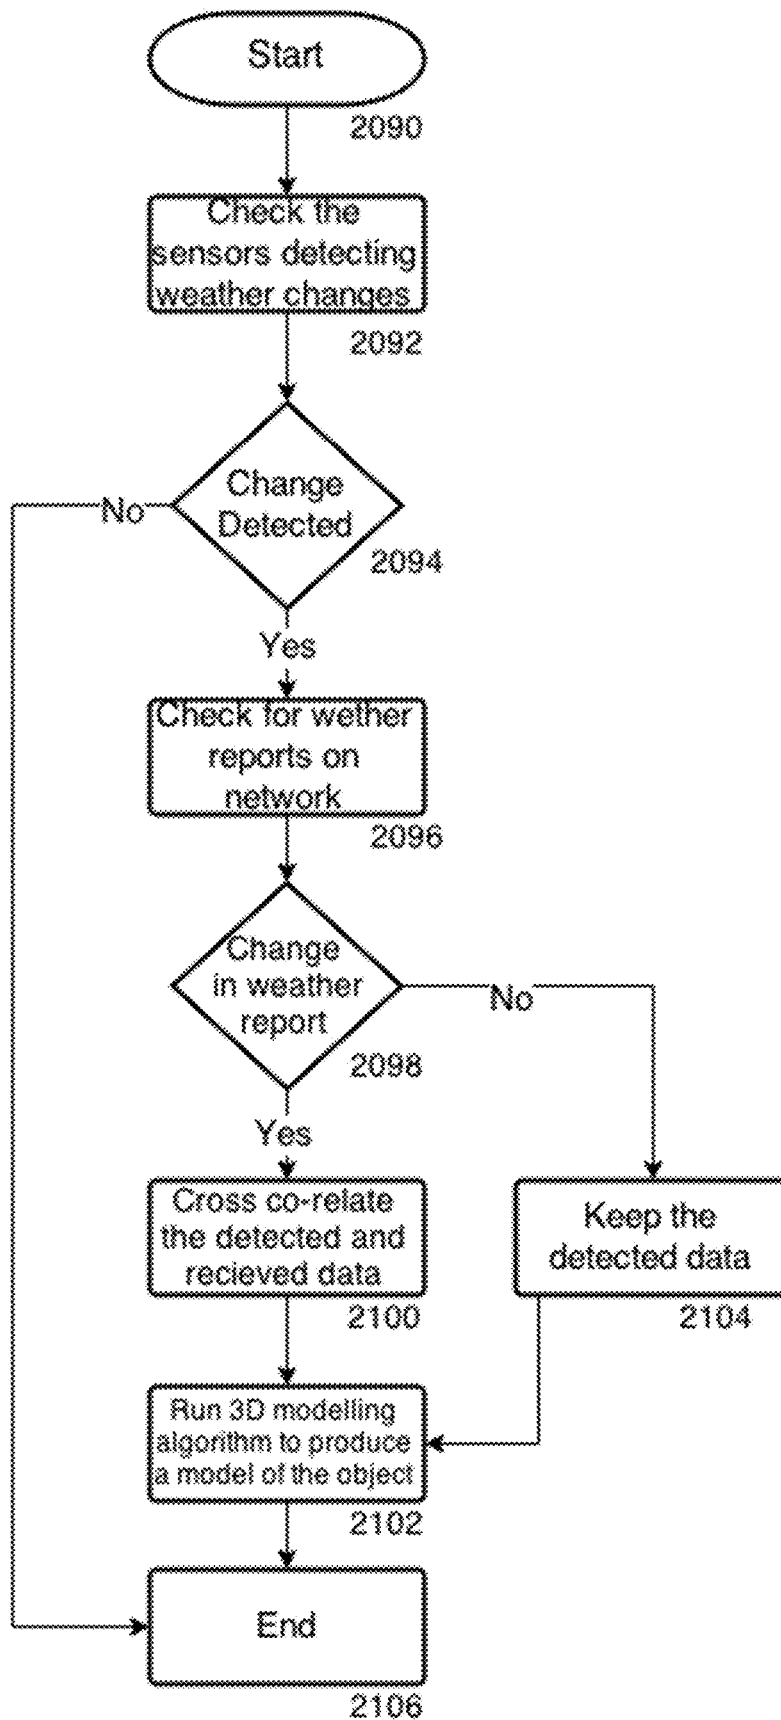 Start
2090
Check the
sensors detecting
weather changes
2092
Change
Detected
2094
No
Yes
Check for wether
reports on
network
2096
Change
in weather
report
2098
No
Yes
Cross co-relate
the detected and
recieved data
2100
Keep the
detected data
2104
Run 3D modelling
algorithm to produce
a model of the object
2102
End
2106